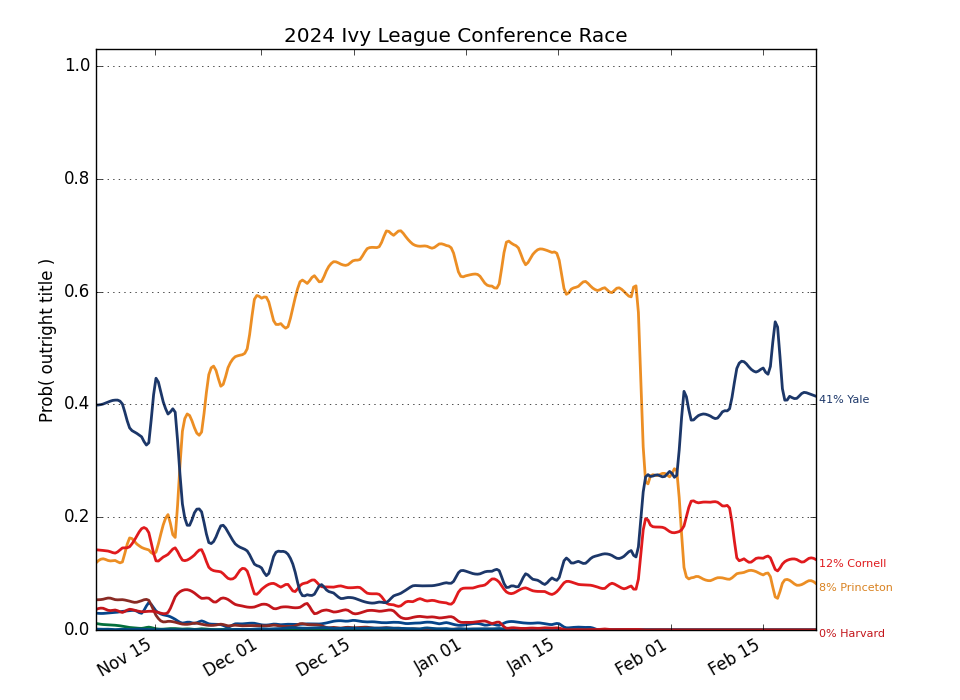 2024 Ivy League Conference Race
Prob( outright title )
1.0
0.8
0.6
0.4
0.2
0.0
41% Yale
12% Cornell
8% Princeton
0% Harvard
Nov 15
Dec 01
Dec 15
Jan 01
Jan 15
Feb 01
Feb 15